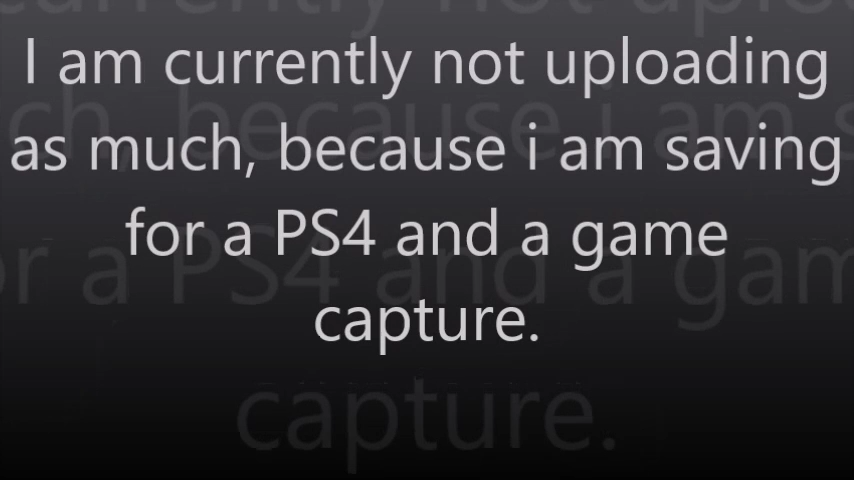 I am currently not uploading
as much, because i am saving
for a PS4 and a game
capture.